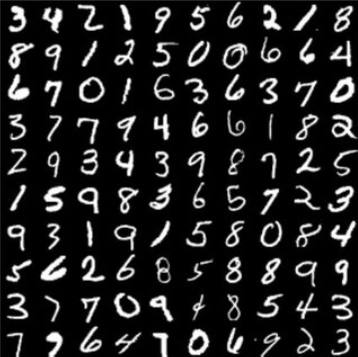 3 4 2 1 9 5 6 2 1 8
8 9 1 2 5 0 0 6 6 4
6 7 0 1 6 3 6 3 7 0
3 7 7 9 4 6 6 1 8 2
2 9 3 4 3 9 8 7 2 5
1 5 9 8 3 6 5 7 2 3
9 3 1 9 1 5 8 0 8 4
5 6 2 6 8 5 8 8 9 9
3 7 7 0 9 4 8 5 4 3
7 9 6 4 7 0 6 9 2 3